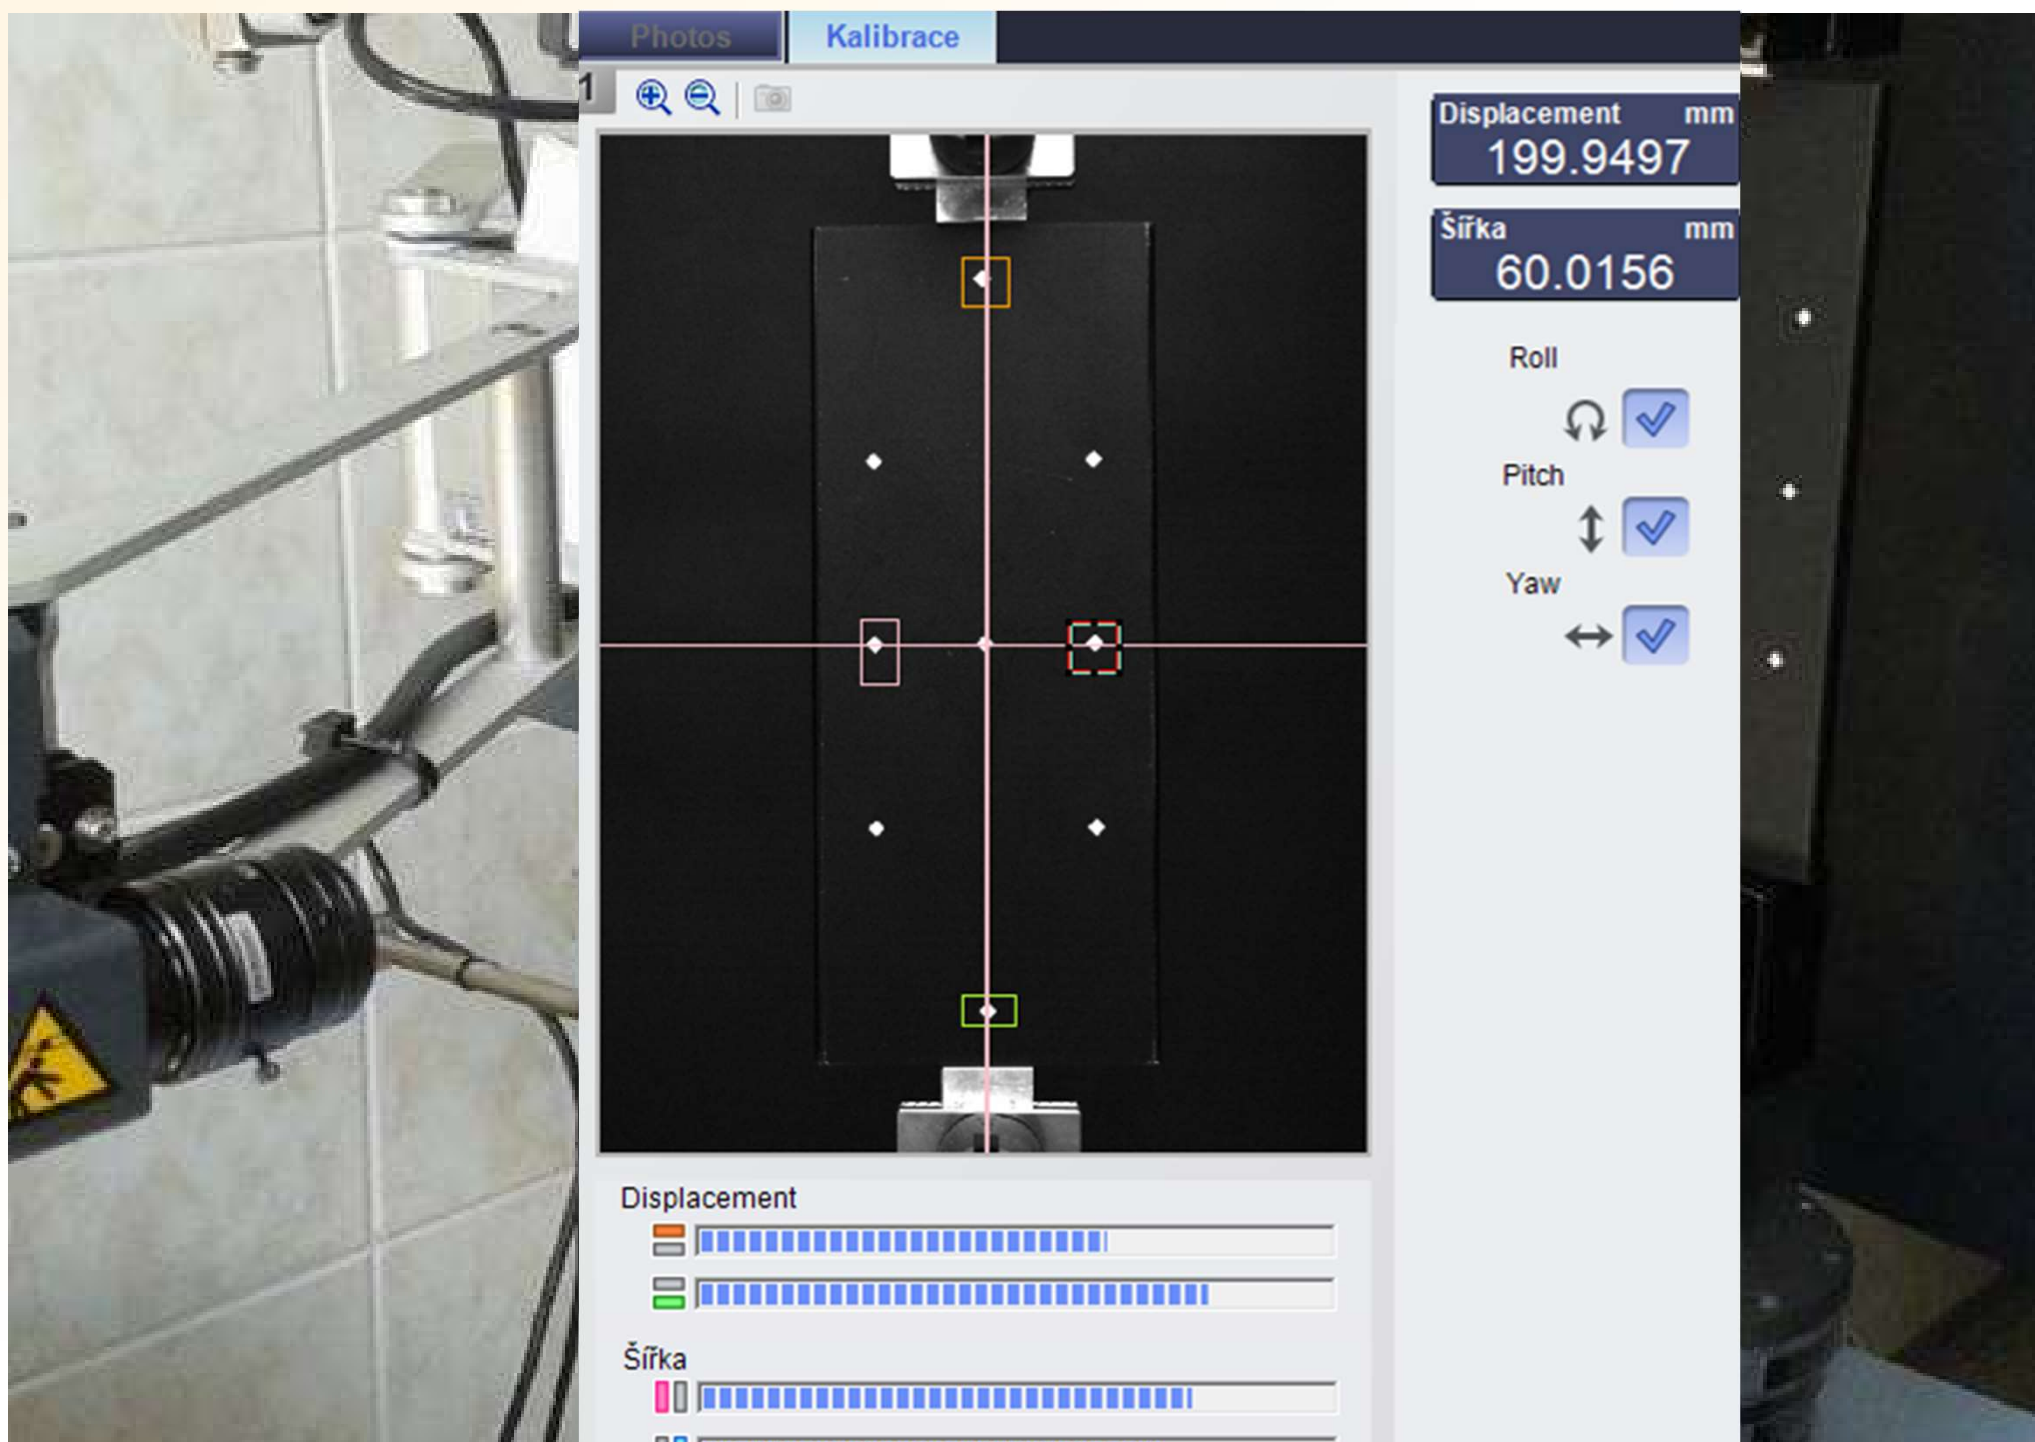 Photos
Kalibrace
1
Displacement mm
199.9497
Šířka mm
60.0156
Roll
Pitch
Yaw
Displacement
Šířka